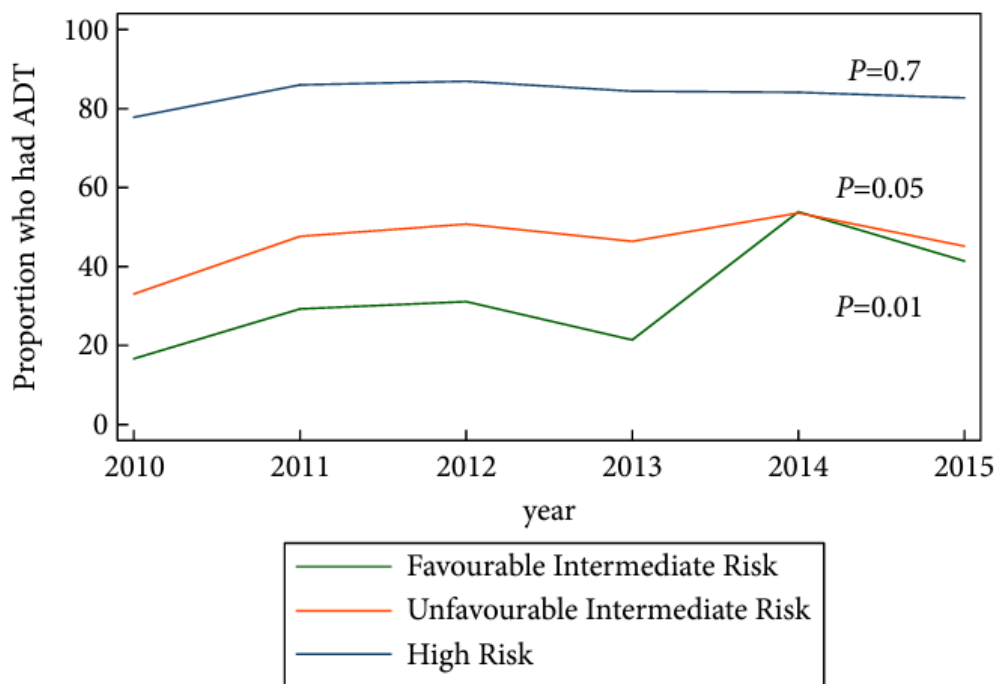 Proportion who had ADT
100
80
60
40
20
0
P=0.7
P=0.05
P=0.01
2010 2011 2012 2013 2014 2015
year
Favourable Intermediate Risk
Unfavourable Intermediate Risk
High Risk